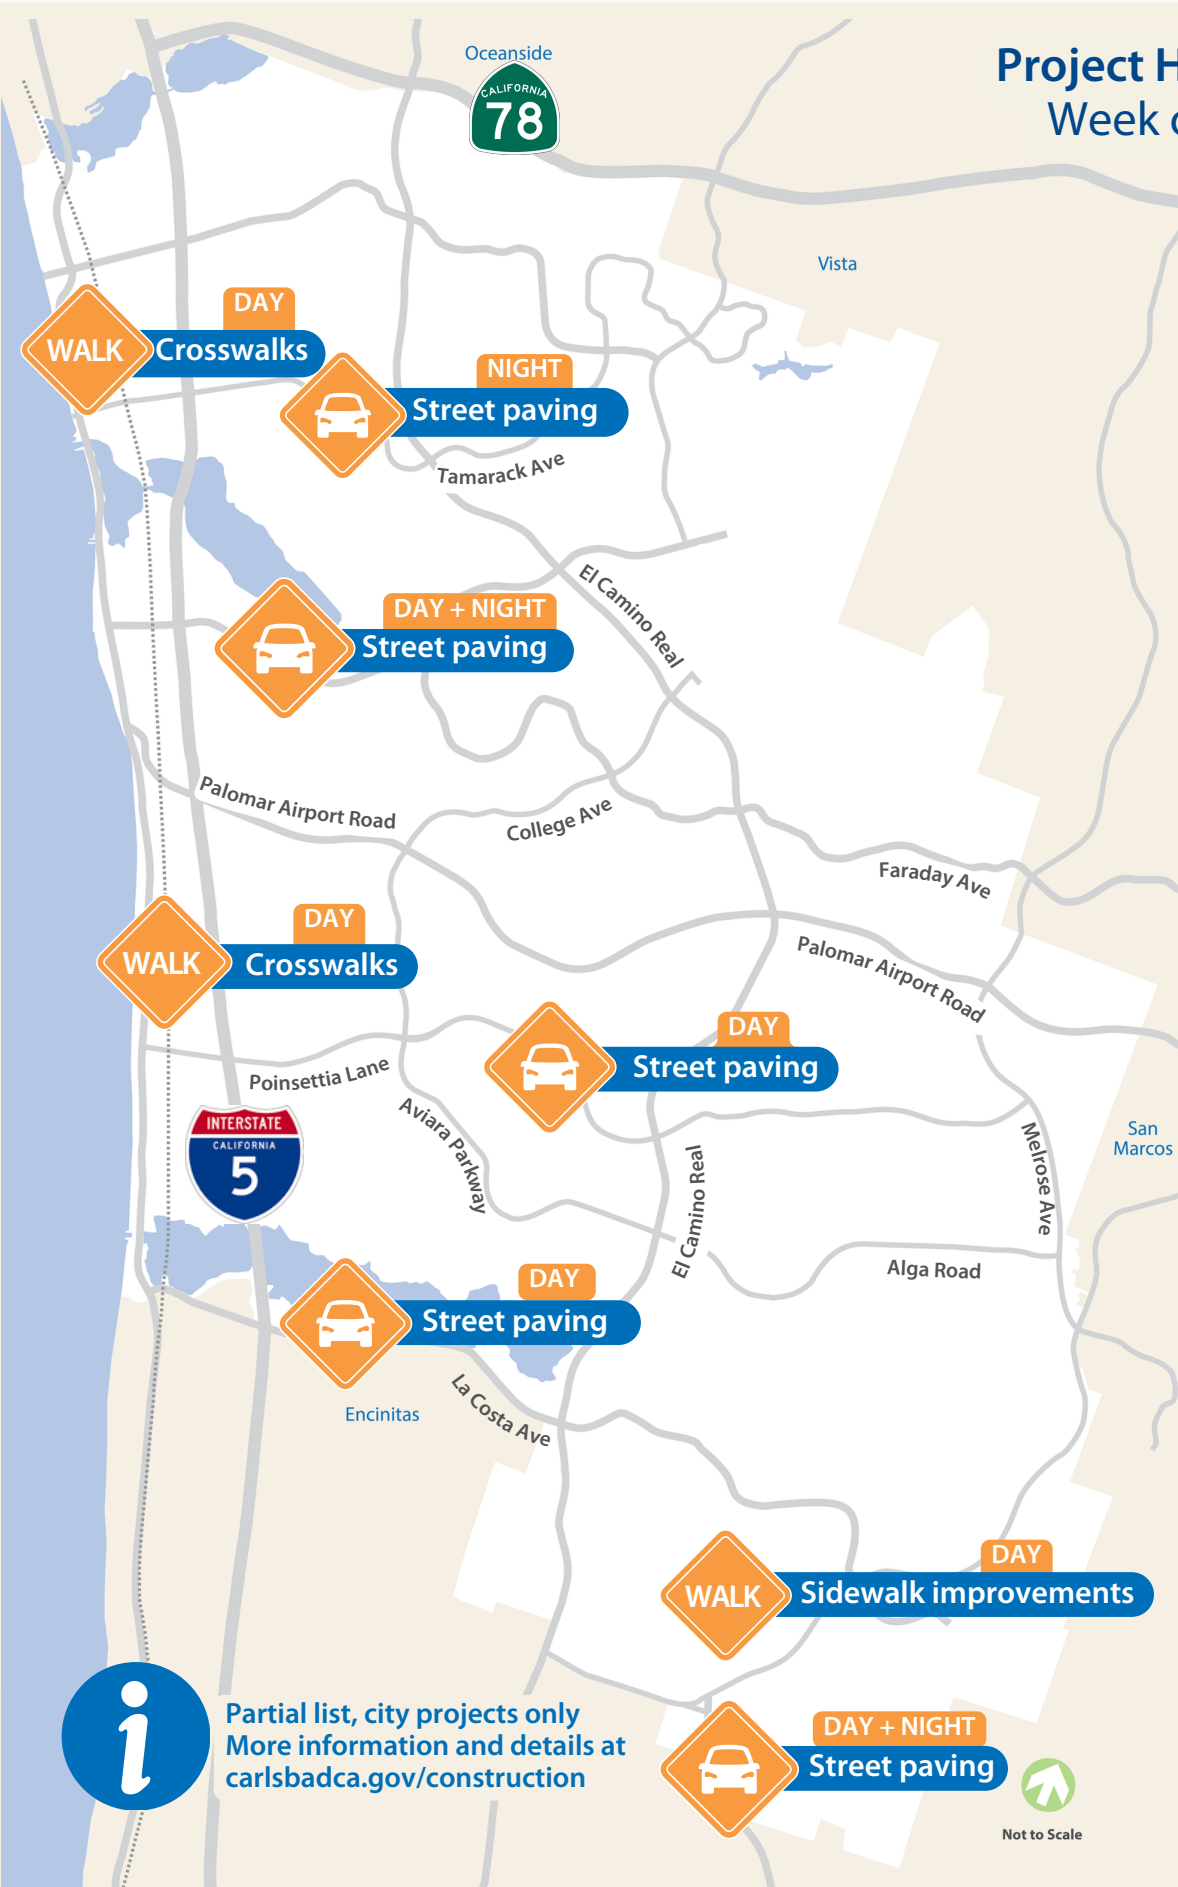 Oceanside
CALIFORNIA
78
Project H
Week
Vista
DAY
WALK
Crosswalks
NIGHT
Street paving
Tamarack Ave
El Camino Real
DAY + NIGHT
Street paving
Palomar Airport Road
College Ave
Faraday Ave
DAY
WALK
Crosswalks
Palomar Airport Road
DAY
Street paving
Poinsettia Lane
Aviara Parkway
INTERSTATE
CALIFORNIA
5
El Camino Real
Melrose Ave
San
Marcos
Alga Road
DAY
Street paving
Encinitas
La Costa Ave
DAY
WALK
Sidewalk improvements
Partial list, city projects only
More information and details at
carlsbadca.gov/construction
DAY + NIGHT
Street paving
Not to Scale